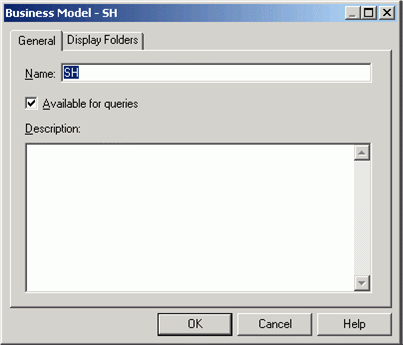 Business Model - SH
General Display Folders
Name: SH
Available for queries
Description:
OK Cancel Help